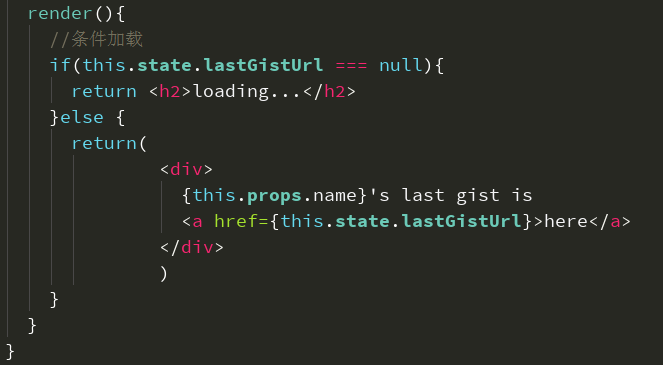 render(){
//条件加载
if(this.state.lastGistUrl === null){
return <h2>loading...</h2>
}else {
return(
<div>
{this.props.name}'s last gist is
<a href={this.state.lastGistUrl}>here</a>
</div>
)
}
}
}